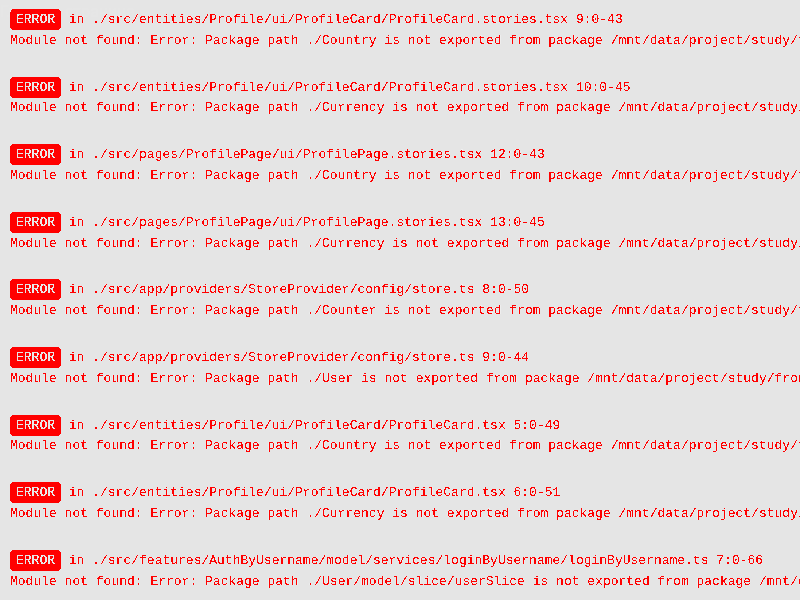 ERROR in ./src/entities/Profile/ui/ProfileCard/ProfileCard.stories.tsx 9:0-43
Module not found: Error: Package path ./Country is not exported from package /mnt/data/project/study/
ERROR in ./src/entities/Profile/ui/ProfileCard/ProfileCard.stories.tsx 10:0-45
Module not found: Error: Package path ./Currency is not exported from package /mnt/data/project/study
ERROR in ./src/pages/ProfilePage/ui/ProfilePage.stories.tsx 12:0-43
Module not found: Error: Package path ./Country is not exported from package /mnt/data/project/study/
ERROR in ./src/pages/ProfilePage/ui/ProfilePage.stories.tsx 13:0-45
Module not found: Error: Package path ./Currency is not exported from package /mnt/data/project/study
ERROR in ./src/app/providers/StoreProvider/config/store.ts 8:0-50
Module not found: Error: Package path ./Counter is not exported from package /mnt/data/project/study/
ERROR in ./src/app/providers/StoreProvider/config/store.ts 9:0-44
Module not found: Error: Package path ./User is not exported from package /mnt/data/project/study/fro
ERROR in ./src/entities/Profile/ui/ProfileCard/ProfileCard.tsx 5:0-49
Module not found: Error: Package path ./Country is not exported from package /mnt/data/project/study/
ERROR in ./src/entities/Profile/ui/ProfileCard/ProfileCard.tsx 6:0-51
Module not found: Error: Package path ./Currency is not exported from package /mnt/data/project/study
ERROR in ./src/features/AuthByUsername/model/services/loginByUsername/loginByUsername.ts 7:0-66
Module not found: Error: Package path ./User/model/slice/userSlice is not exported from package /mnt/